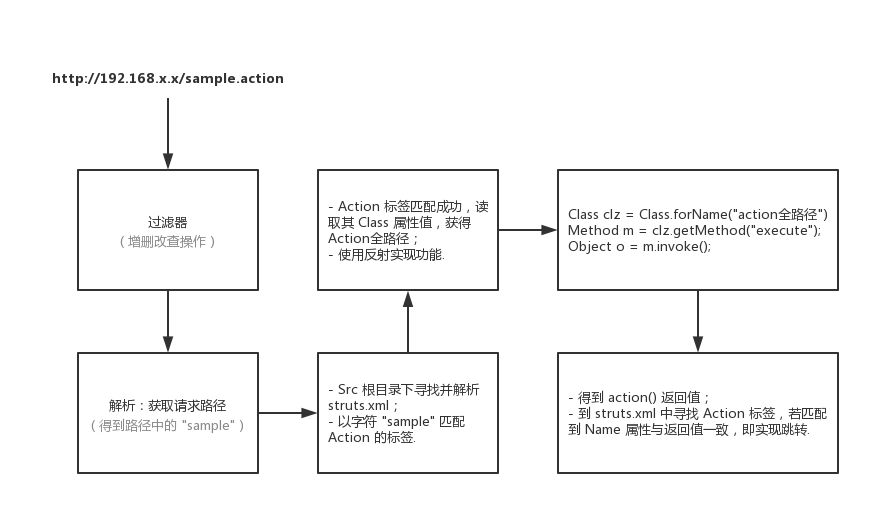 http://192.168.x.x/sample.action
过滤器
（增删改查操作）
解析：获取请求路径
（得到路径中的 "sample"）
- Src 根目录下寻找并解析
struts.xml；
- 以字符 "sample" 匹配
Action 的标签.
- Action 标签匹配成功，读
取其 Class 属性值，获得
Action全路径；
- 使用反射实现功能.
Class clz = Class.forName("action全路径")
Method m = clz.getMethod("execute");
Object o = m.invoke();
- 得到 action() 返回值；
- 到 struts.xml 中寻找 Action 标签，若匹配
到 Name 属性与返回值一致，即实现跳转.